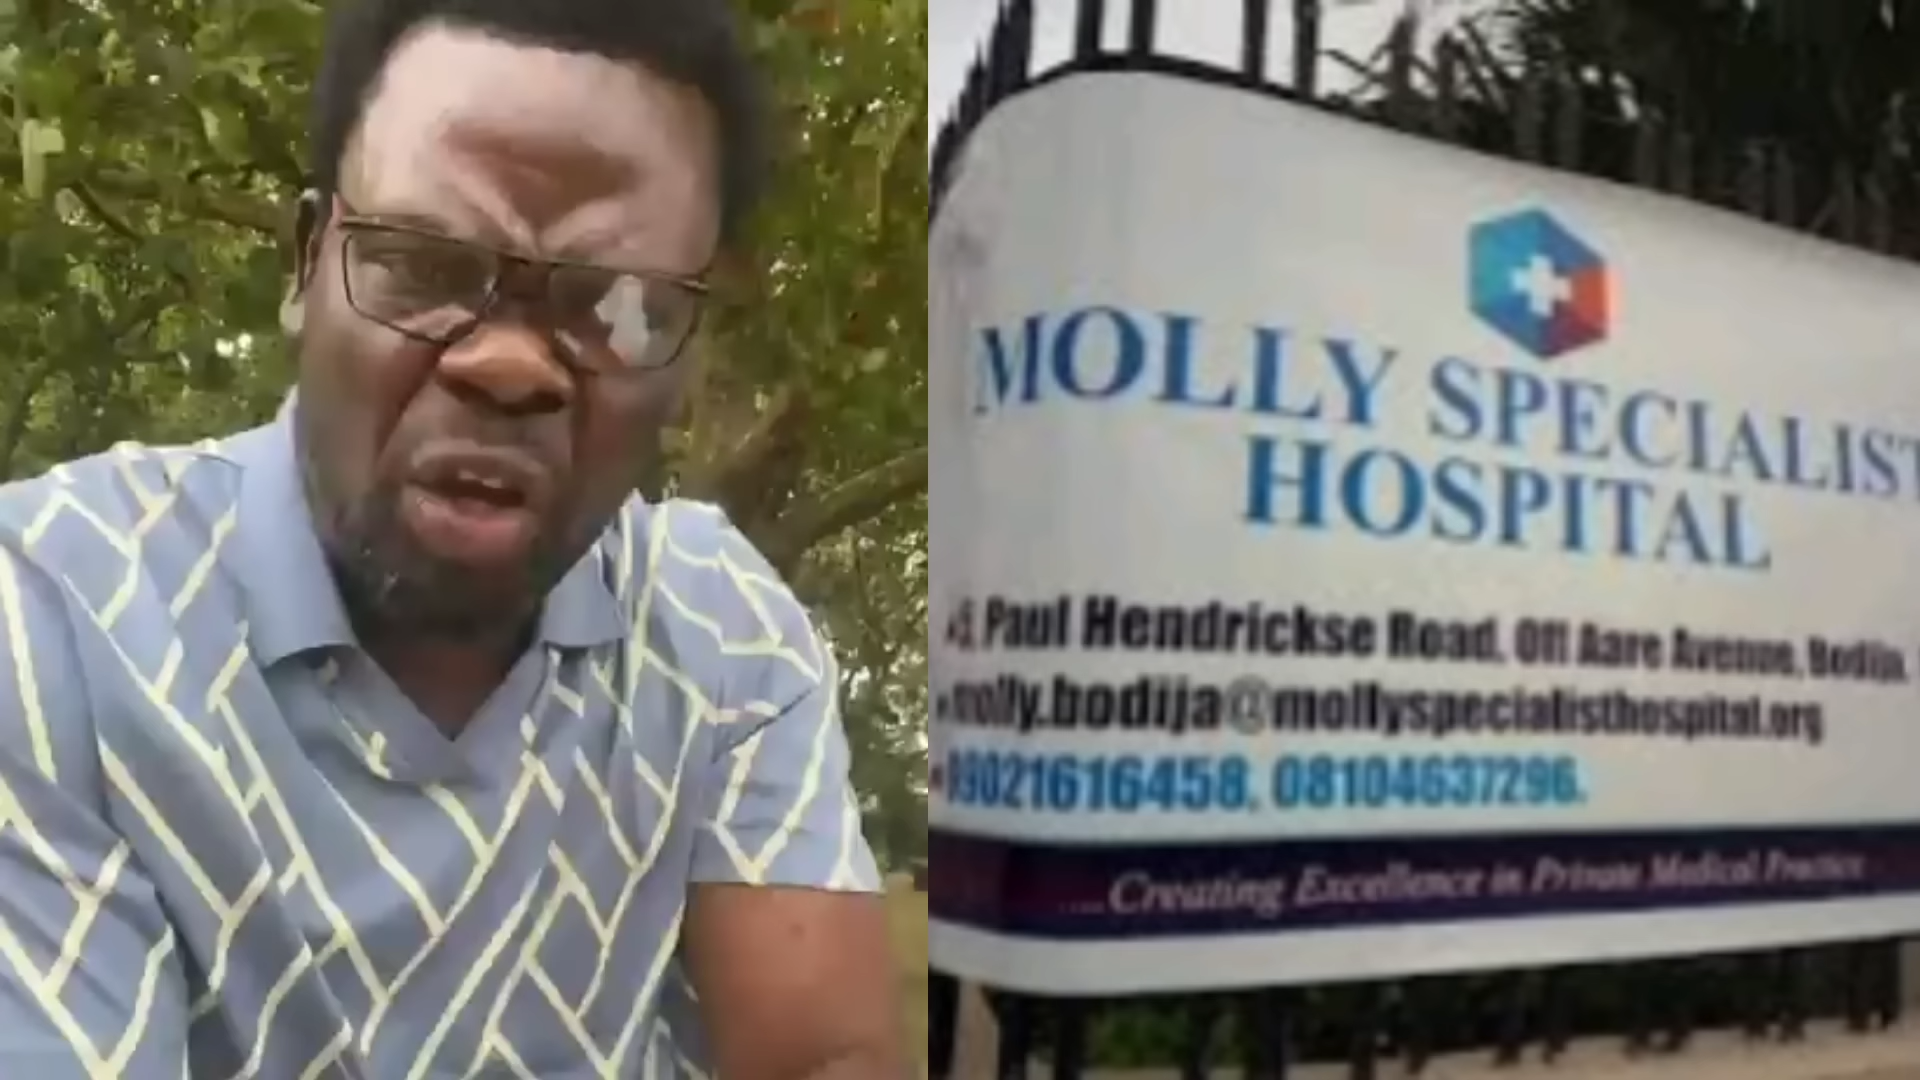 MOLLY SPECIALIST
HOSPITAL
5, Paul Hendrickse Road, Off Aare Avenue, Bodija.
molly.bodija@mollyspecialisthospital.org
09021616458, 08104637296.
....Creating Excellence in Private Medical Practice